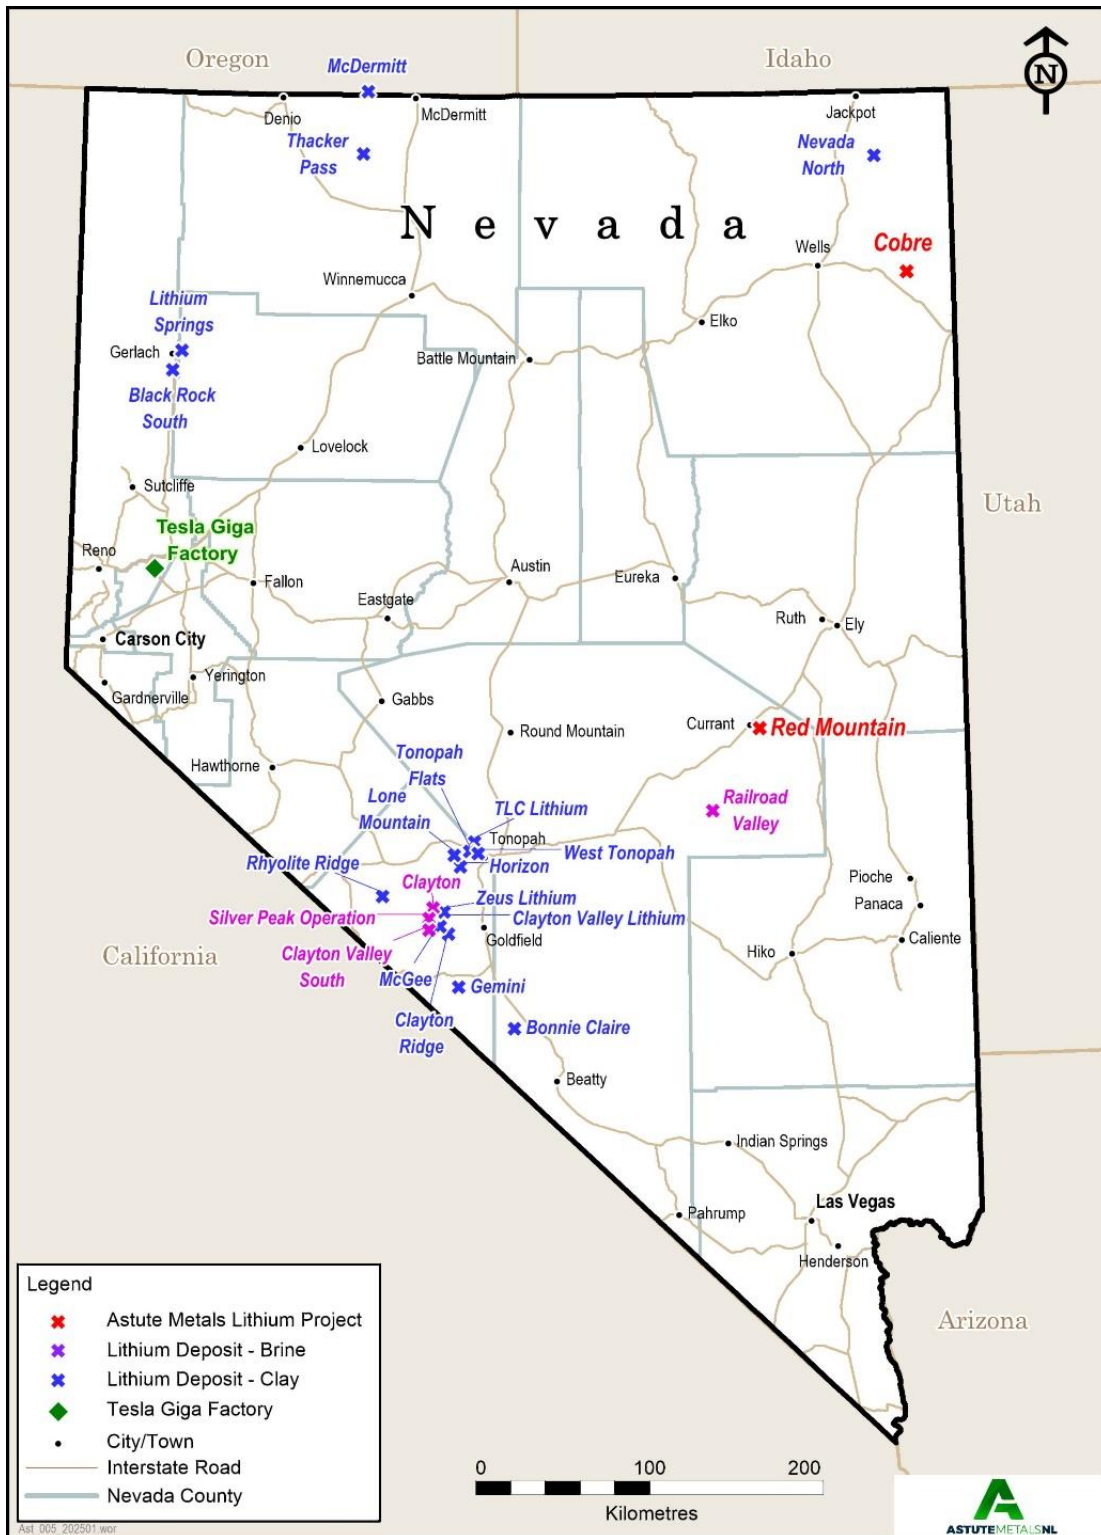 Oregon
Idaho
N
McDermitt
Denio
McDermitt
Jackpot
Thacker
Pass
Nevada
North
Nevada
Cobre
Wells
Winnemucca
Lithium
Springs
Elko
Gerlach
Battle Mountain
Black Rock
South
Lovelock
Sutcliffe
Utah
Tesla Giga
Factory
Reno
Fallon
Austin
Eureka
Eastgate
Ruth
Ely
Carson City
Yerington
Gardnerville
Gabbs
Currant
Red Mountain
Round Mountain
Tonopah
Flats
Hawthorne
Lone
Mountain
TLC Lithium
Railroad
Valley
Tonopah
West Tonopah
Rhyolite Ridge
Horizon
Clayton
Pioche
Zeus Lithium
Panaca
Silver Peak Operation
Clayton Valley Lithium
Goldfield
Caliente
California
Clayton Valley
South
Hiko
McGee
Gemini
Clayton
Ridge
Bonnie Claire
Beatty
Indian Springs
Las Vegas
Pahrump
Henderson
Arizona
Legend
Astute Metals Lithium Project
Lithium Deposit - Brine
Lithium Deposit - Clay
Tesla Giga Factory
City/Town
Interstate Road
Nevada County
0 100 200
Kilometres
ASTUTEMETALSNL
Ast_005_202501.wor